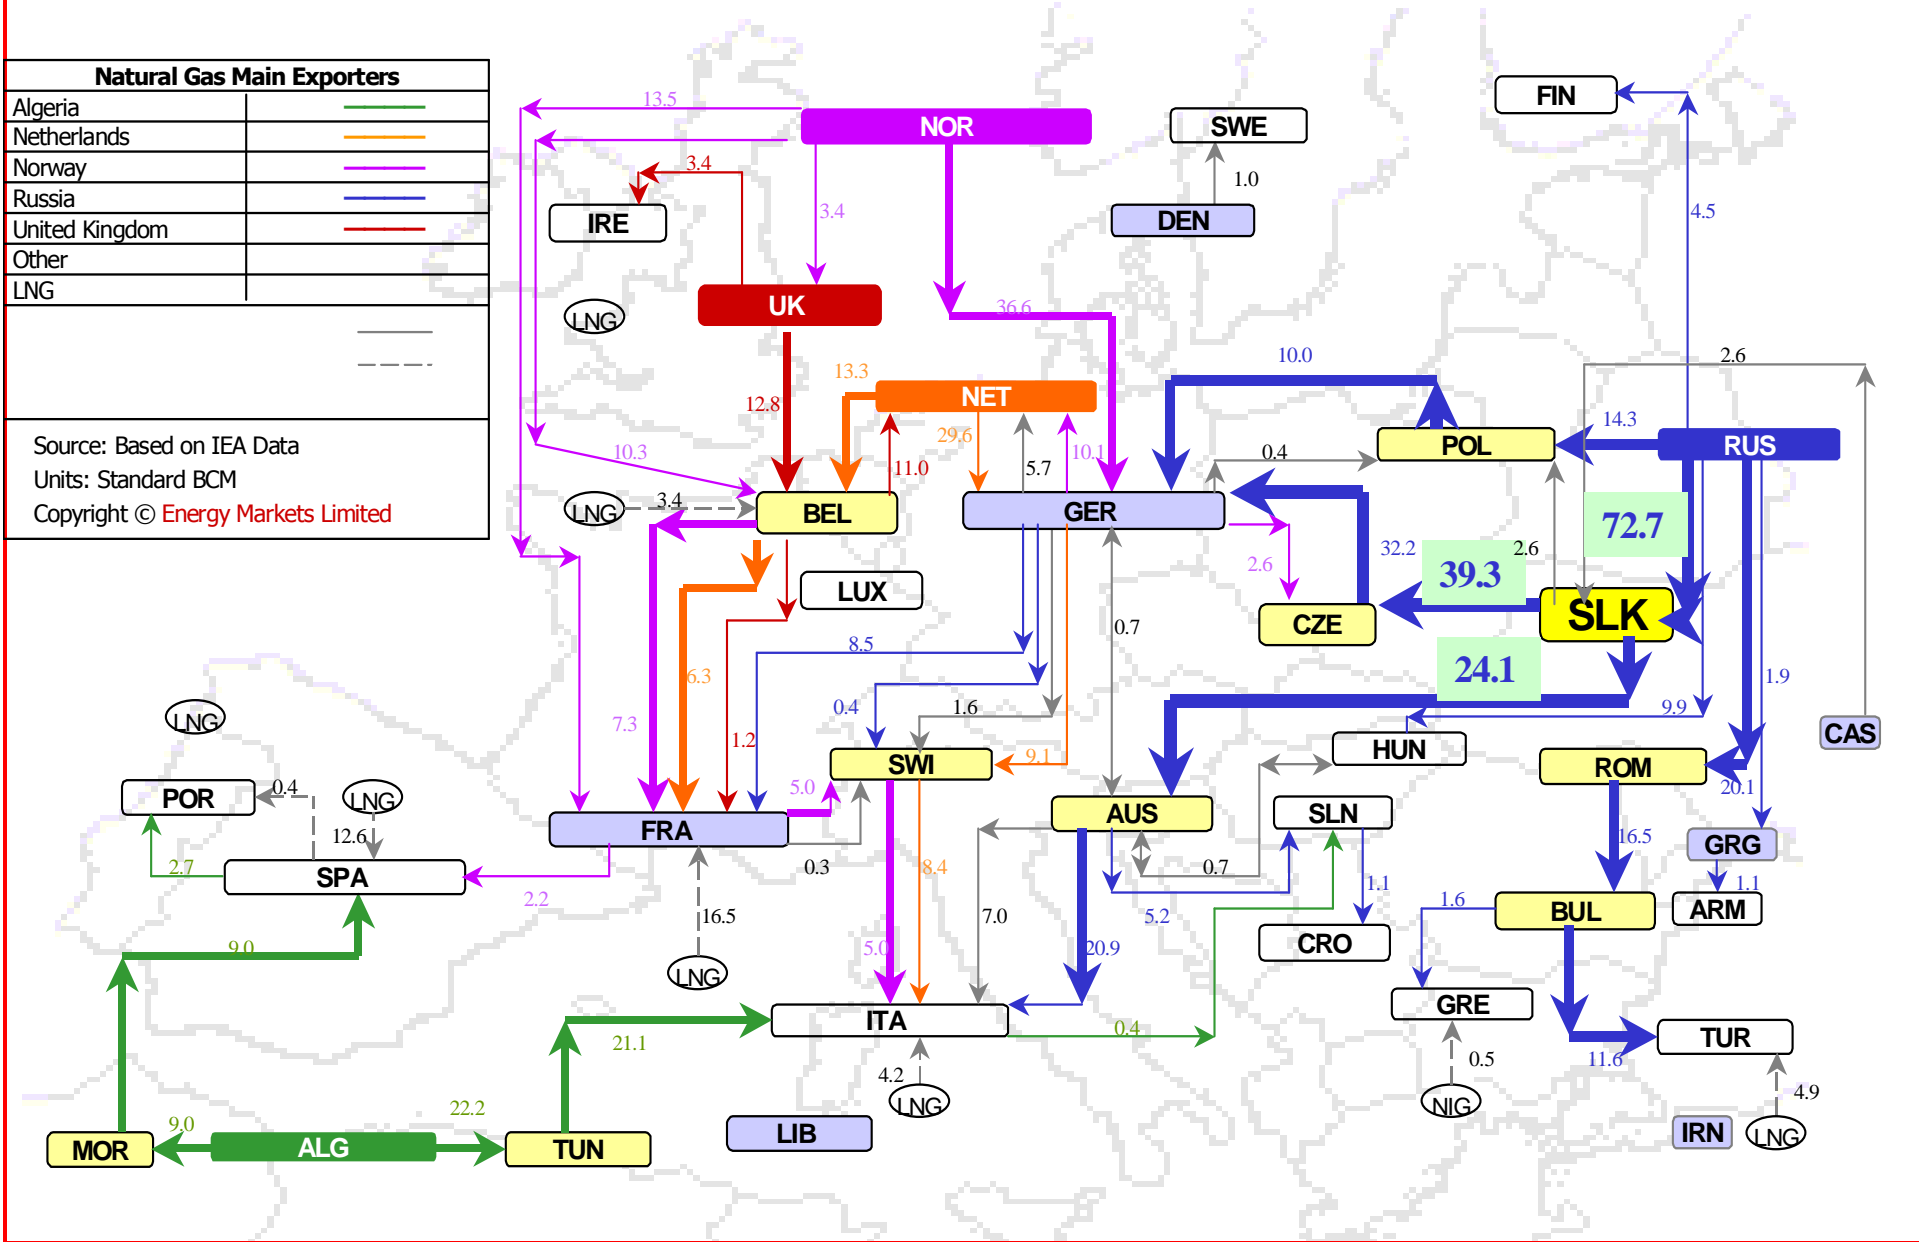 Natural Gas Main Exporters
Algeria
Netherlands
Norway
Russia
United Kingdom
Other
LNG
Source: Based on IEA Data
Units: Standard BCM
Copyright © Energy Markets Limited
FIN
13.5
NOR
SWE
3.4
1.0
IRE
3.4
DEN
4.5
UK
LNG
36.6
10.0
2.6
13.3
NET
12.8
14.3
29.6
POL
RUS
10.3
11.0
5.7
10.1
0.4
LNG
3.4
BEL
GER
72.7
32.2
2.6
39.3
2.6
LUX
SLK
CZE
0.7
8.5
24.1
6.3
1.9
LNG
7.3
0.4
1.6
9.9
1.2
CAS
HUN
SWI
9.1
ROM
POR
0.4
LNG
5.0
20.1
AUS
SLN
FRA
12.6
16.5
GRG
2.7
SPA
0.3
8.4
0.7
1.1
1.1
2.2
16.5
7.0
5.2
1.6
BUL
ARM
9.0
5.0
20.9
CRO
LNG
GRE
ITA
0.4
TUR
21.1
0.5
11.6
4.2
LNG
NIG
4.9
22.2
9.0
LIB
IRN
LNG
MOR
ALG
TUN